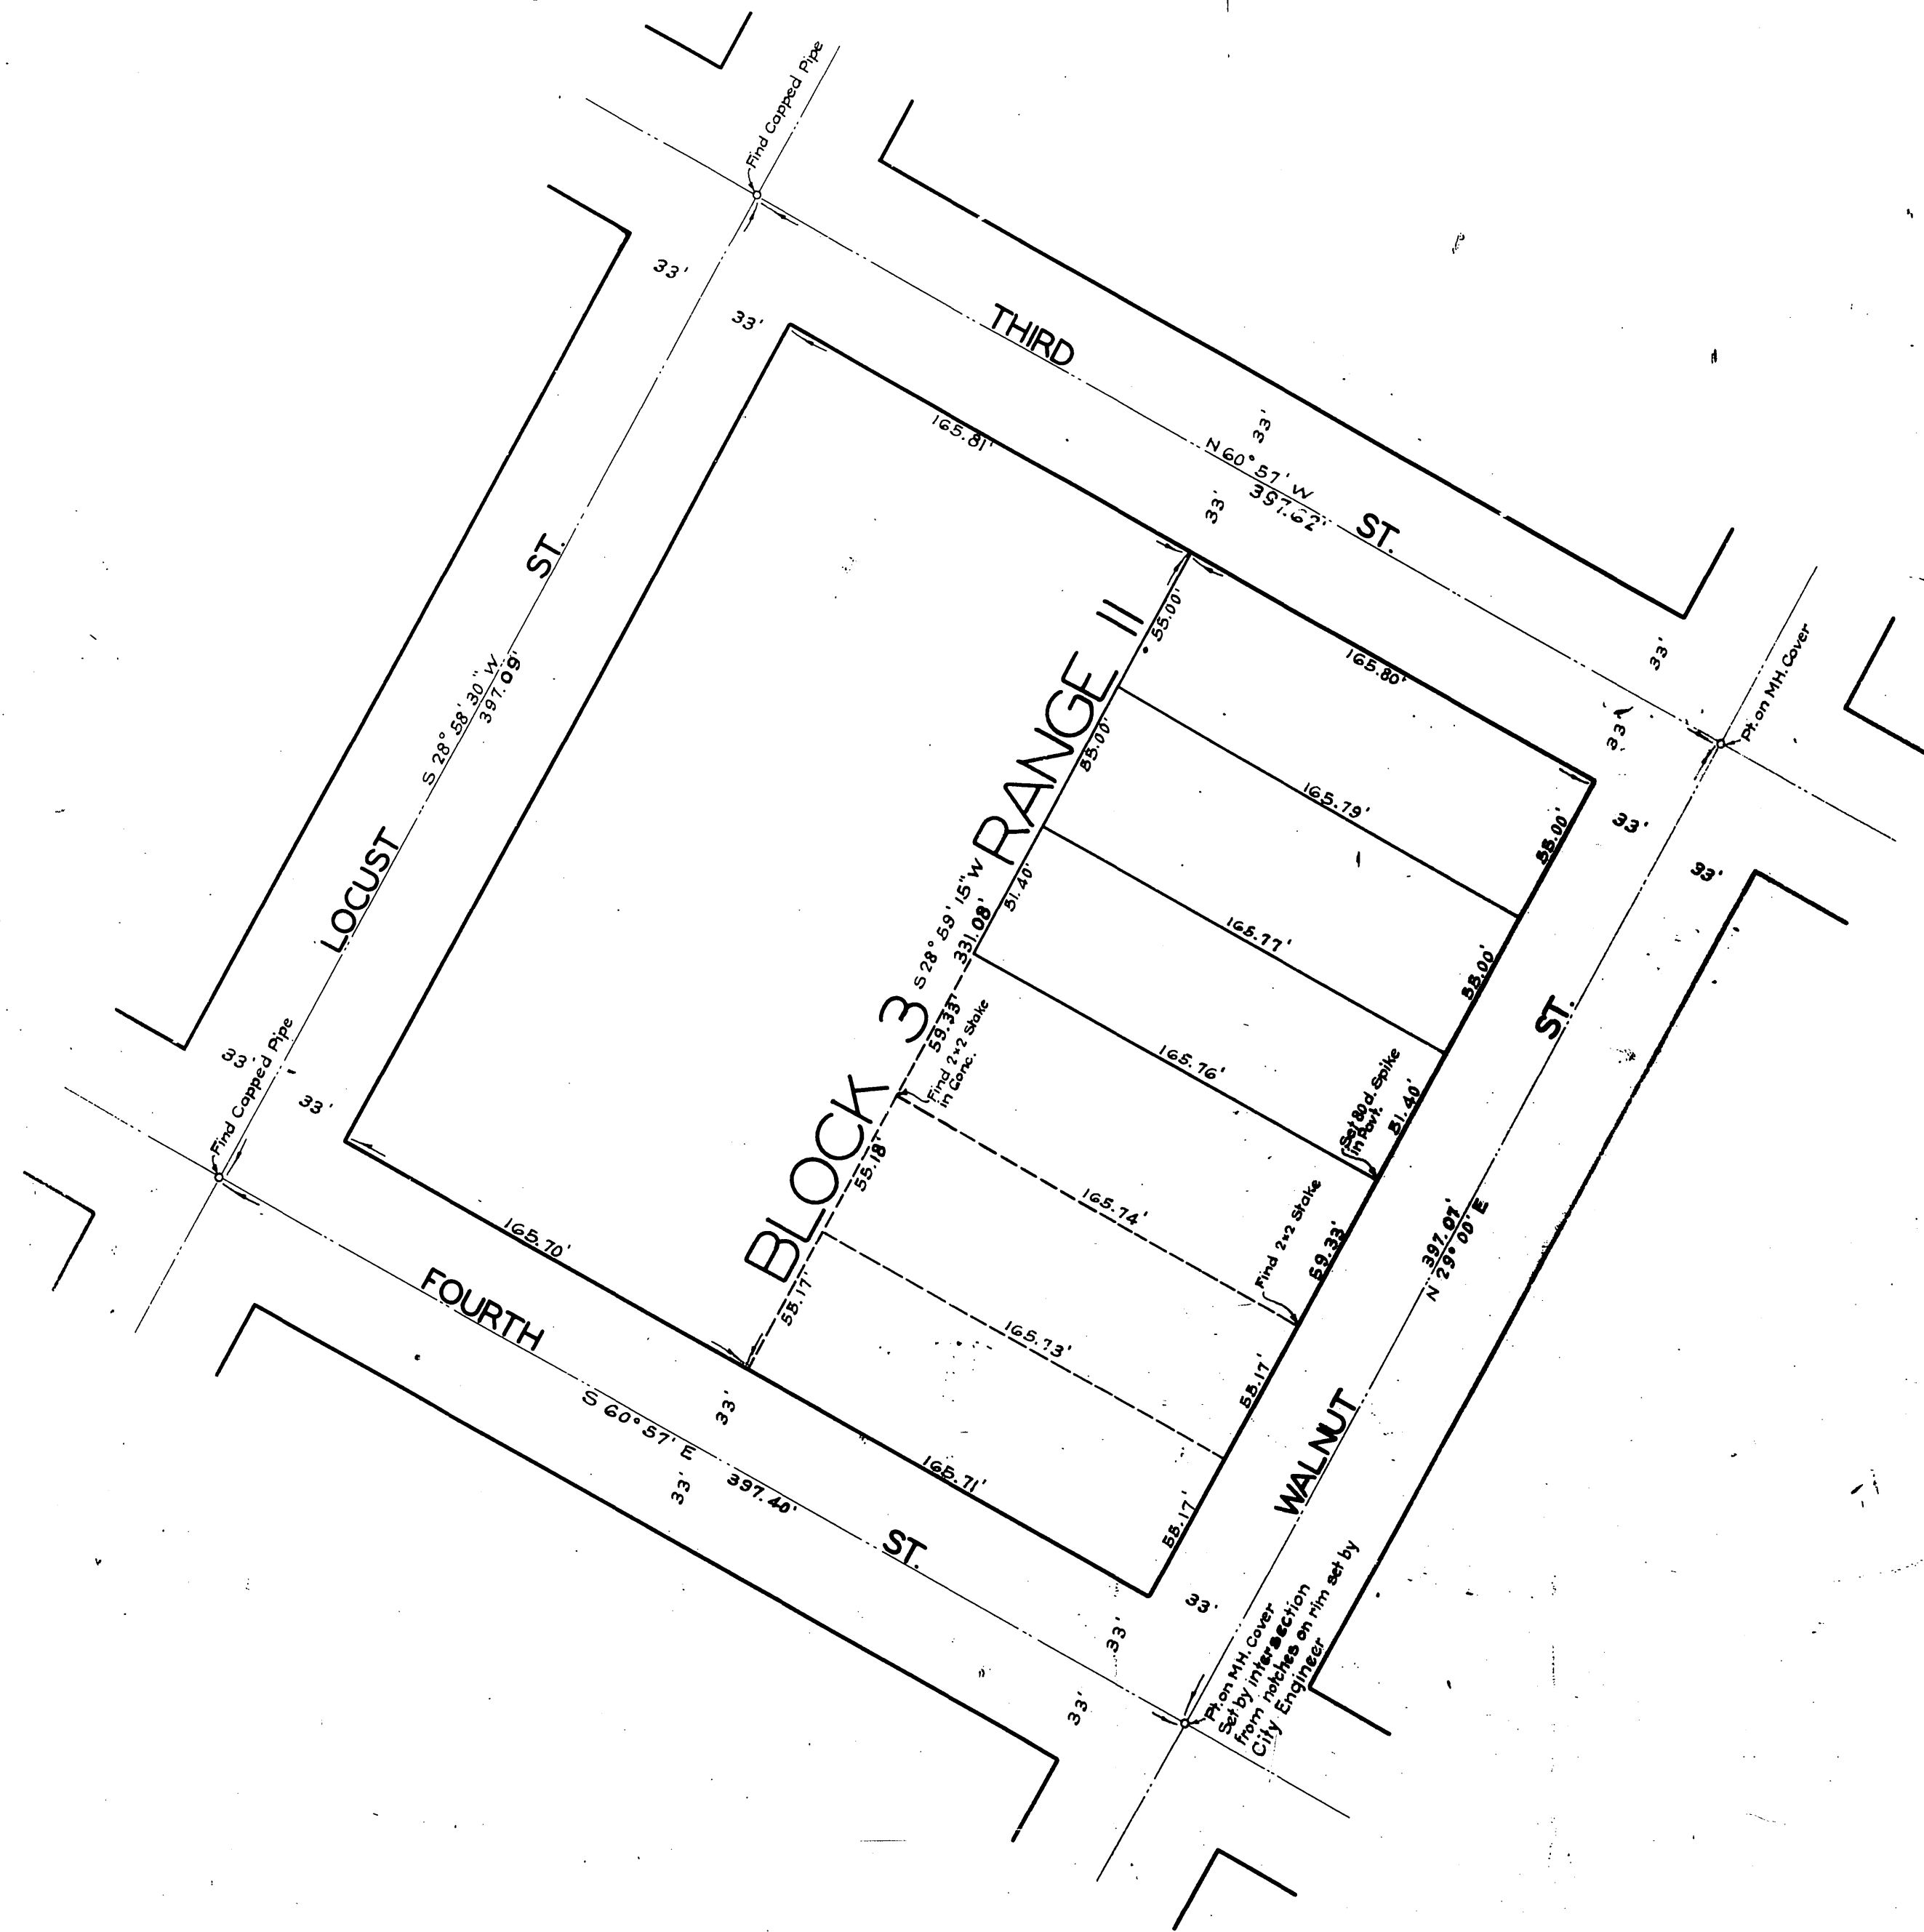 Find Capped Pipe
33'
33'
THIRD
ST.
N 60° 57' W
397.62'
33'
33'
165.81'
165.80'
33'
33'
Pt. on MH. Cover
33'
33'
LOCUST
ST.
S 28° 58' 30" W
397.09'
BLOCK 3
RANGE II
S 28° 59' 15" W
331.08'
55.00'
55.00'
51.40'
59.33'
55.18'
55.17'
Find 2x2 Stake
in Conc.
165.79'
165.77'
165.76'
165.74'
165.73'
165.71'
165.70'
55.00'
55.00'
51.40'
59.33'
55.17'
55.17'
Set 80d. Spike
in Pavt.
Find 2x2 Stake
WALNUT
ST.
397.07'
N 29° 00' E
Find Capped Pipe
33'
33'
FOURTH
ST.
S 60° 57' E
397.40'
33'
33'
33'
33'
33'
Pt. on MH. Cover
Set by intersection
from notches on rim set by
City Engineer